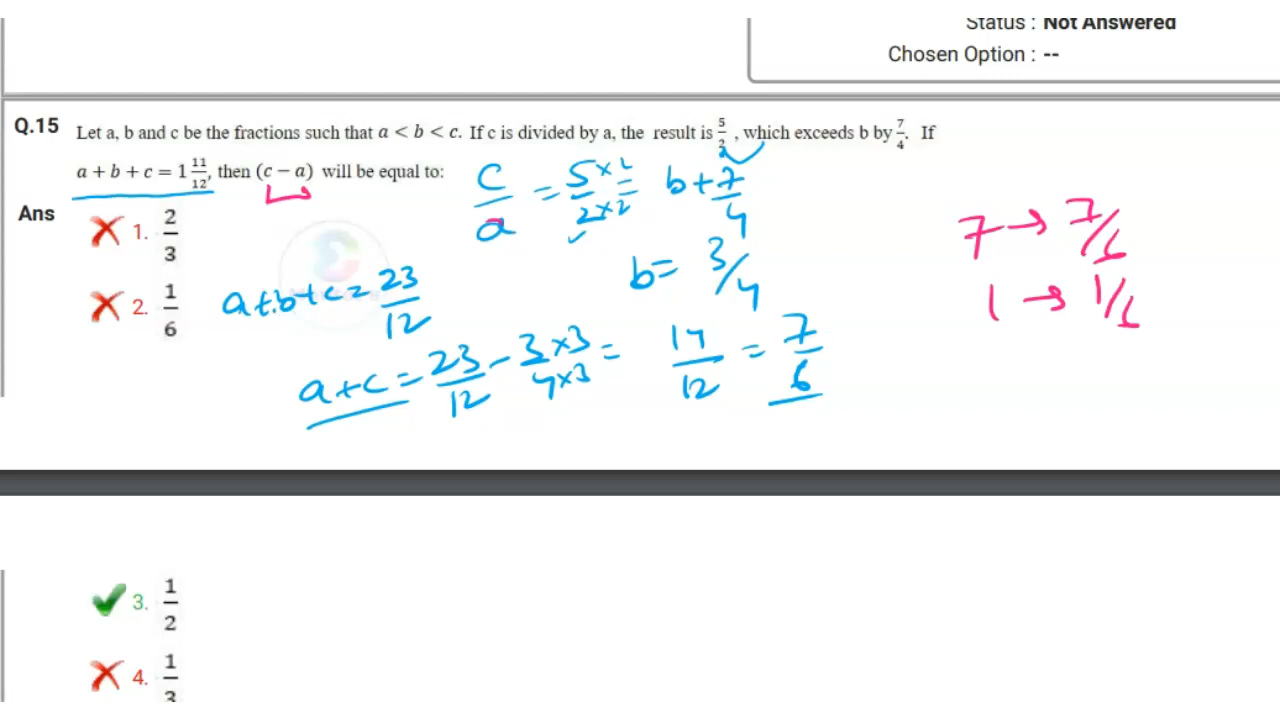 Status : Not Answered
Chosen Option : --
Q.15 Let a, b and c be the fractions such that a < b < c. If c is divided by a, the result is 5/2 , which exceeds b by 7/4. If
a + b + c = 1 11/12, then (c − a) will be equal to:
c/a = 5×1/2×2 = b+7/4
Ans
1. 2/3
b= 3/4
7 → 7/6
2. 1/6
a+b+c= 23/12
1 → 1/6
a+c = 23/12 − 3×3/4×3 = 14/12 = 7/6
3. 1/2
4. 1/3